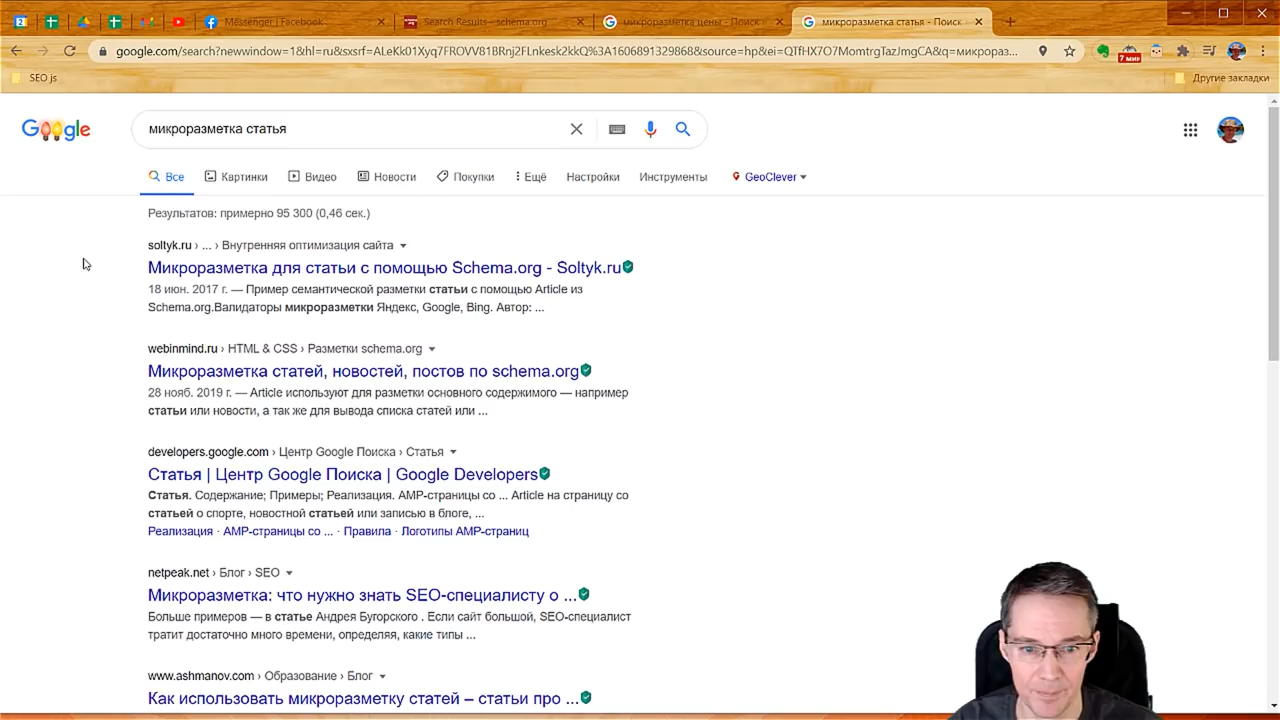 Messenger | Facebook
Search Results - schema.org
микроразметка цены - Поиск
микроразметка статья - Поиск
google.com/search?newwindow=1&hl=ru&sxsrf=ALeKk01Xyq7FROVV81BRnj2FLnkesk2kkQ%3A1606891329868&source=hp&ei=QTfHX7O7MomtrgTazJmgCA&q=микрораз...
7 мин
SEO js
Другие закладки
Google
микроразметка статья
Все
Картинки
Видео
Новости
Покупки
Ещё
Настройки
Инструменты
GeoClever
Результатов: примерно 95 300 (0,46 сек.)
soltyk.ru › ... › Внутренняя оптимизация сайта
Микроразметка для статьи с помощью Schema.org - Soltyk.ru
18 июн. 2017 г. — Пример семантической разметки статьи с помощью Article из
Schema.org.Валидаторы микроразметки Яндекс, Google, Bing. Автор: ...
webinmind.ru › HTML & CSS › Разметки schema.org
Микроразметка статей, новостей, постов по schema.org
28 нояб. 2019 г. — Article используют для разметки основного содержимого — например
статьи или новости, а так же для вывода списка статей или ...
developers.google.com › Центр Google Поиска › Статья
Статья | Центр Google Поиска | Google Developers
Статья. Содержание; Примеры; Реализация. AMP-страницы со ... Article на страницу со
статьей о спорте, новостной статьей или записью в блоге, ...
Реализация · AMP-страницы со ... · Правила · Логотипы AMP-страниц
netpeak.net › Блог › SEO
Микроразметка: что нужно знать SEO-специалисту о ...
Больше примеров — в статье Андрея Бугорского . Если сайт большой, SEO-специалист
тратит достаточно много времени, определяя, какие типы ...
www.ashmanov.com › Образование › Блог
Как использовать микроразметку статей – статьи про ...